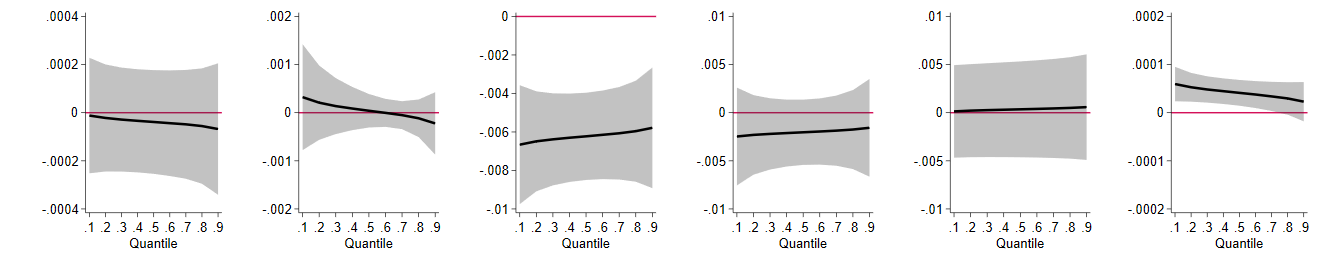 .0004
.0002
0
-.0002
-.0004
.1 .2 .3 .4 .5 .6 .7 .8 .9
Quantile
.002
.001
0
-.001
-.002
.1 .2 .3 .4 .5 .6 .7 .8 .9
Quantile
0
-.002
-.004
-.006
-.008
-.01
.1 .2 .3 .4 .5 .6 .7 .8 .9
Quantile
.01
.005
0
-.005
-.01
.1 .2 .3 .4 .5 .6 .7 .8 .9
Quantile
.01
.005
0
-.005
-.01
.1 .2 .3 .4 .5 .6 .7 .8 .9
Quantile
.0002
.0001
0
-.0001
-.0002
.1 .2 .3 .4 .5 .6 .7 .8 .9
Quantile